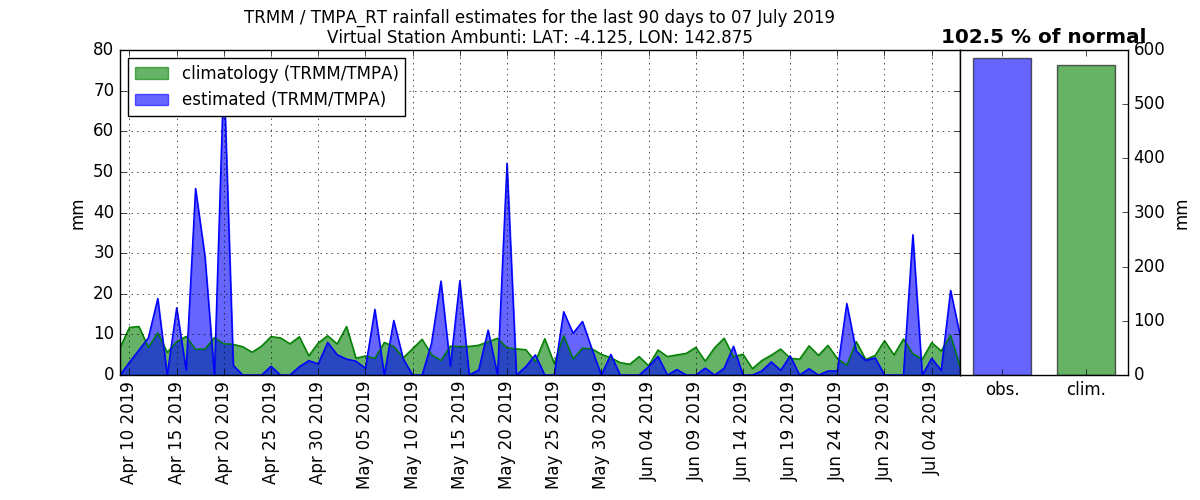 TRMM / TMPA_RT rainfall estimates for the last 90 days to 07 July 2019
Virtual Station Ambunti: LAT: -4.125, LON: 142.875
102.5 % of normal
climatology (TRMM/TMPA)
estimated (TRMM/TMPA)
80
70
60
50
40
30
20
10
0
mm
Apr 10 2019
Apr 15 2019
Apr 20 2019
Apr 25 2019
Apr 30 2019
May 05 2019
May 10 2019
May 15 2019
May 20 2019
May 25 2019
May 30 2019
Jun 04 2019
Jun 09 2019
Jun 14 2019
Jun 19 2019
Jun 24 2019
Jun 29 2019
Jul 04 2019
obs.
clim.
600
500
400
300
200
100
0
mm